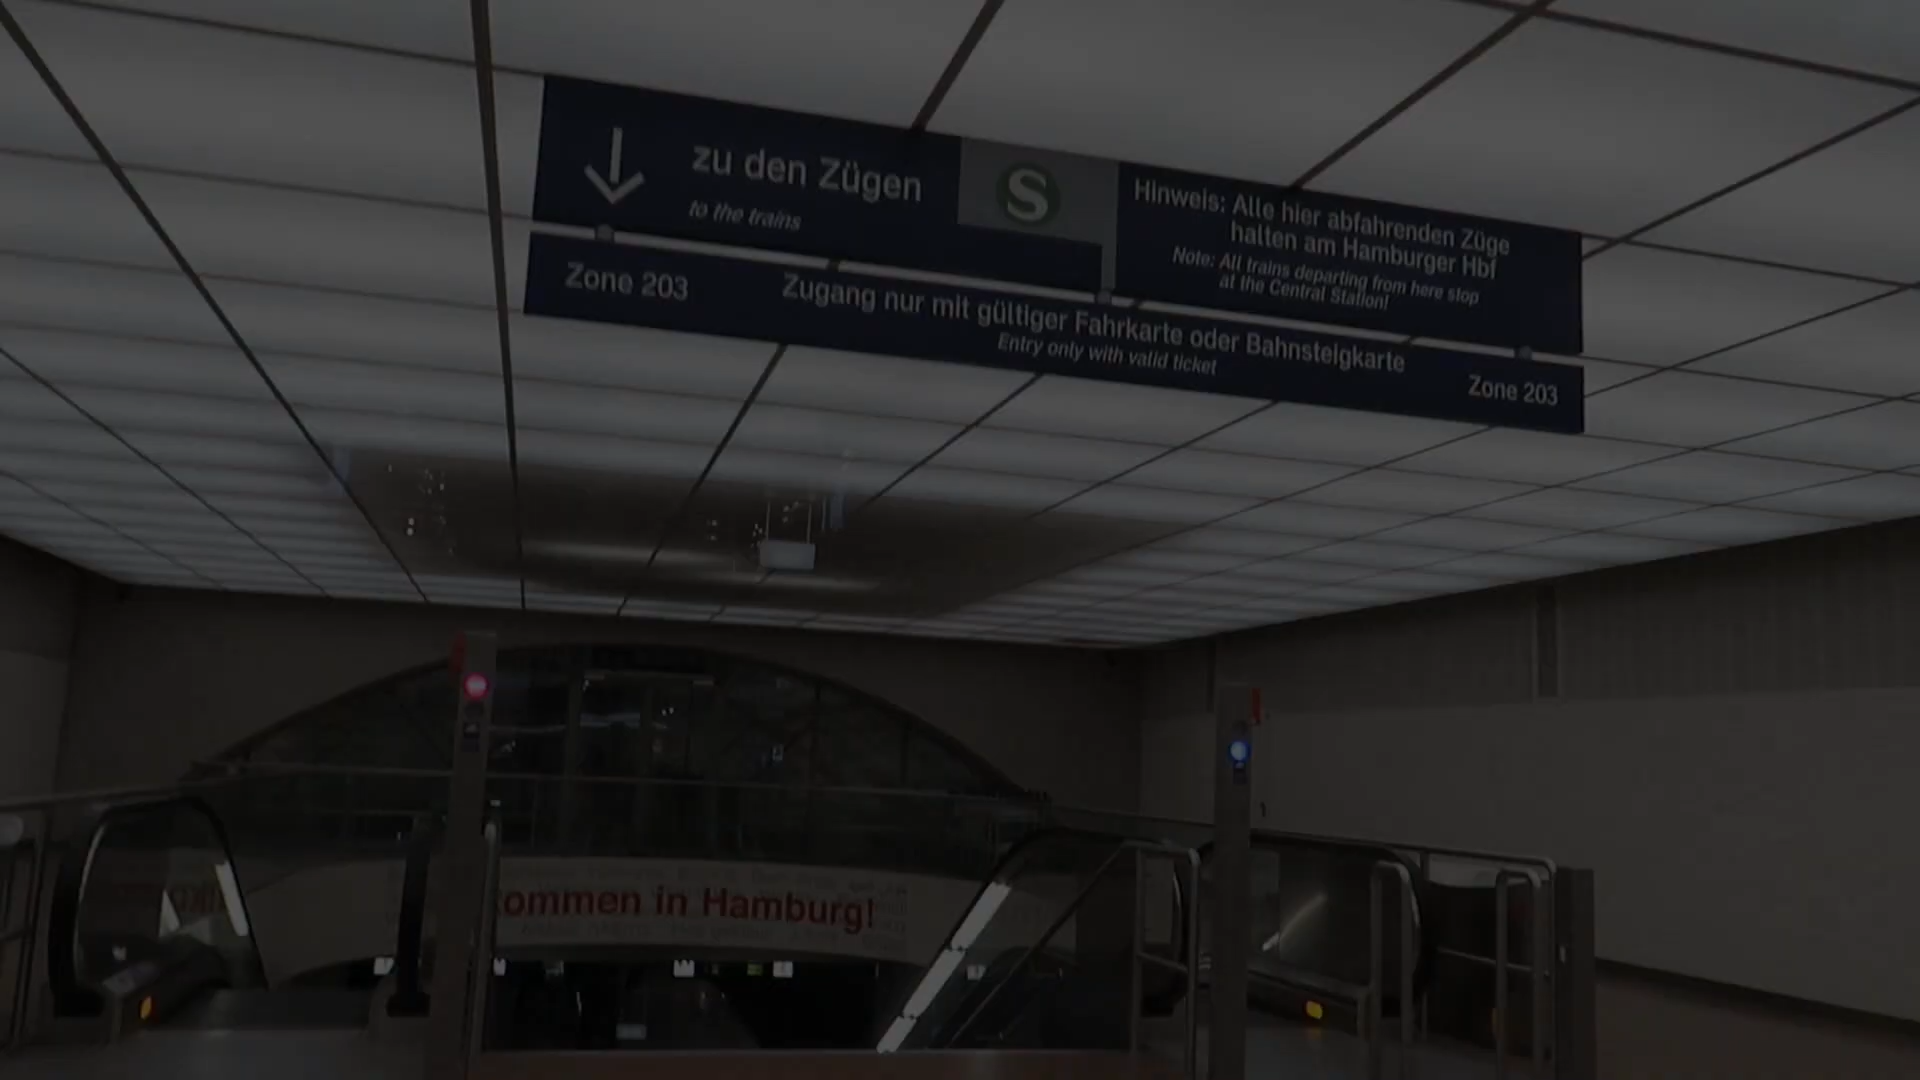 zu den Zügen
to the trains
S
Hinweis: Alle hier abfahrenden Züge
halten am Hamburger Hbf
Note: All trains departing from here stop
at the Central Station!
Zone 203
Zugang nur mit gültiger Fahrkarte oder Bahnsteigkarte
Entry only with valid ticket
Zone 203
kommen in Hamburg!